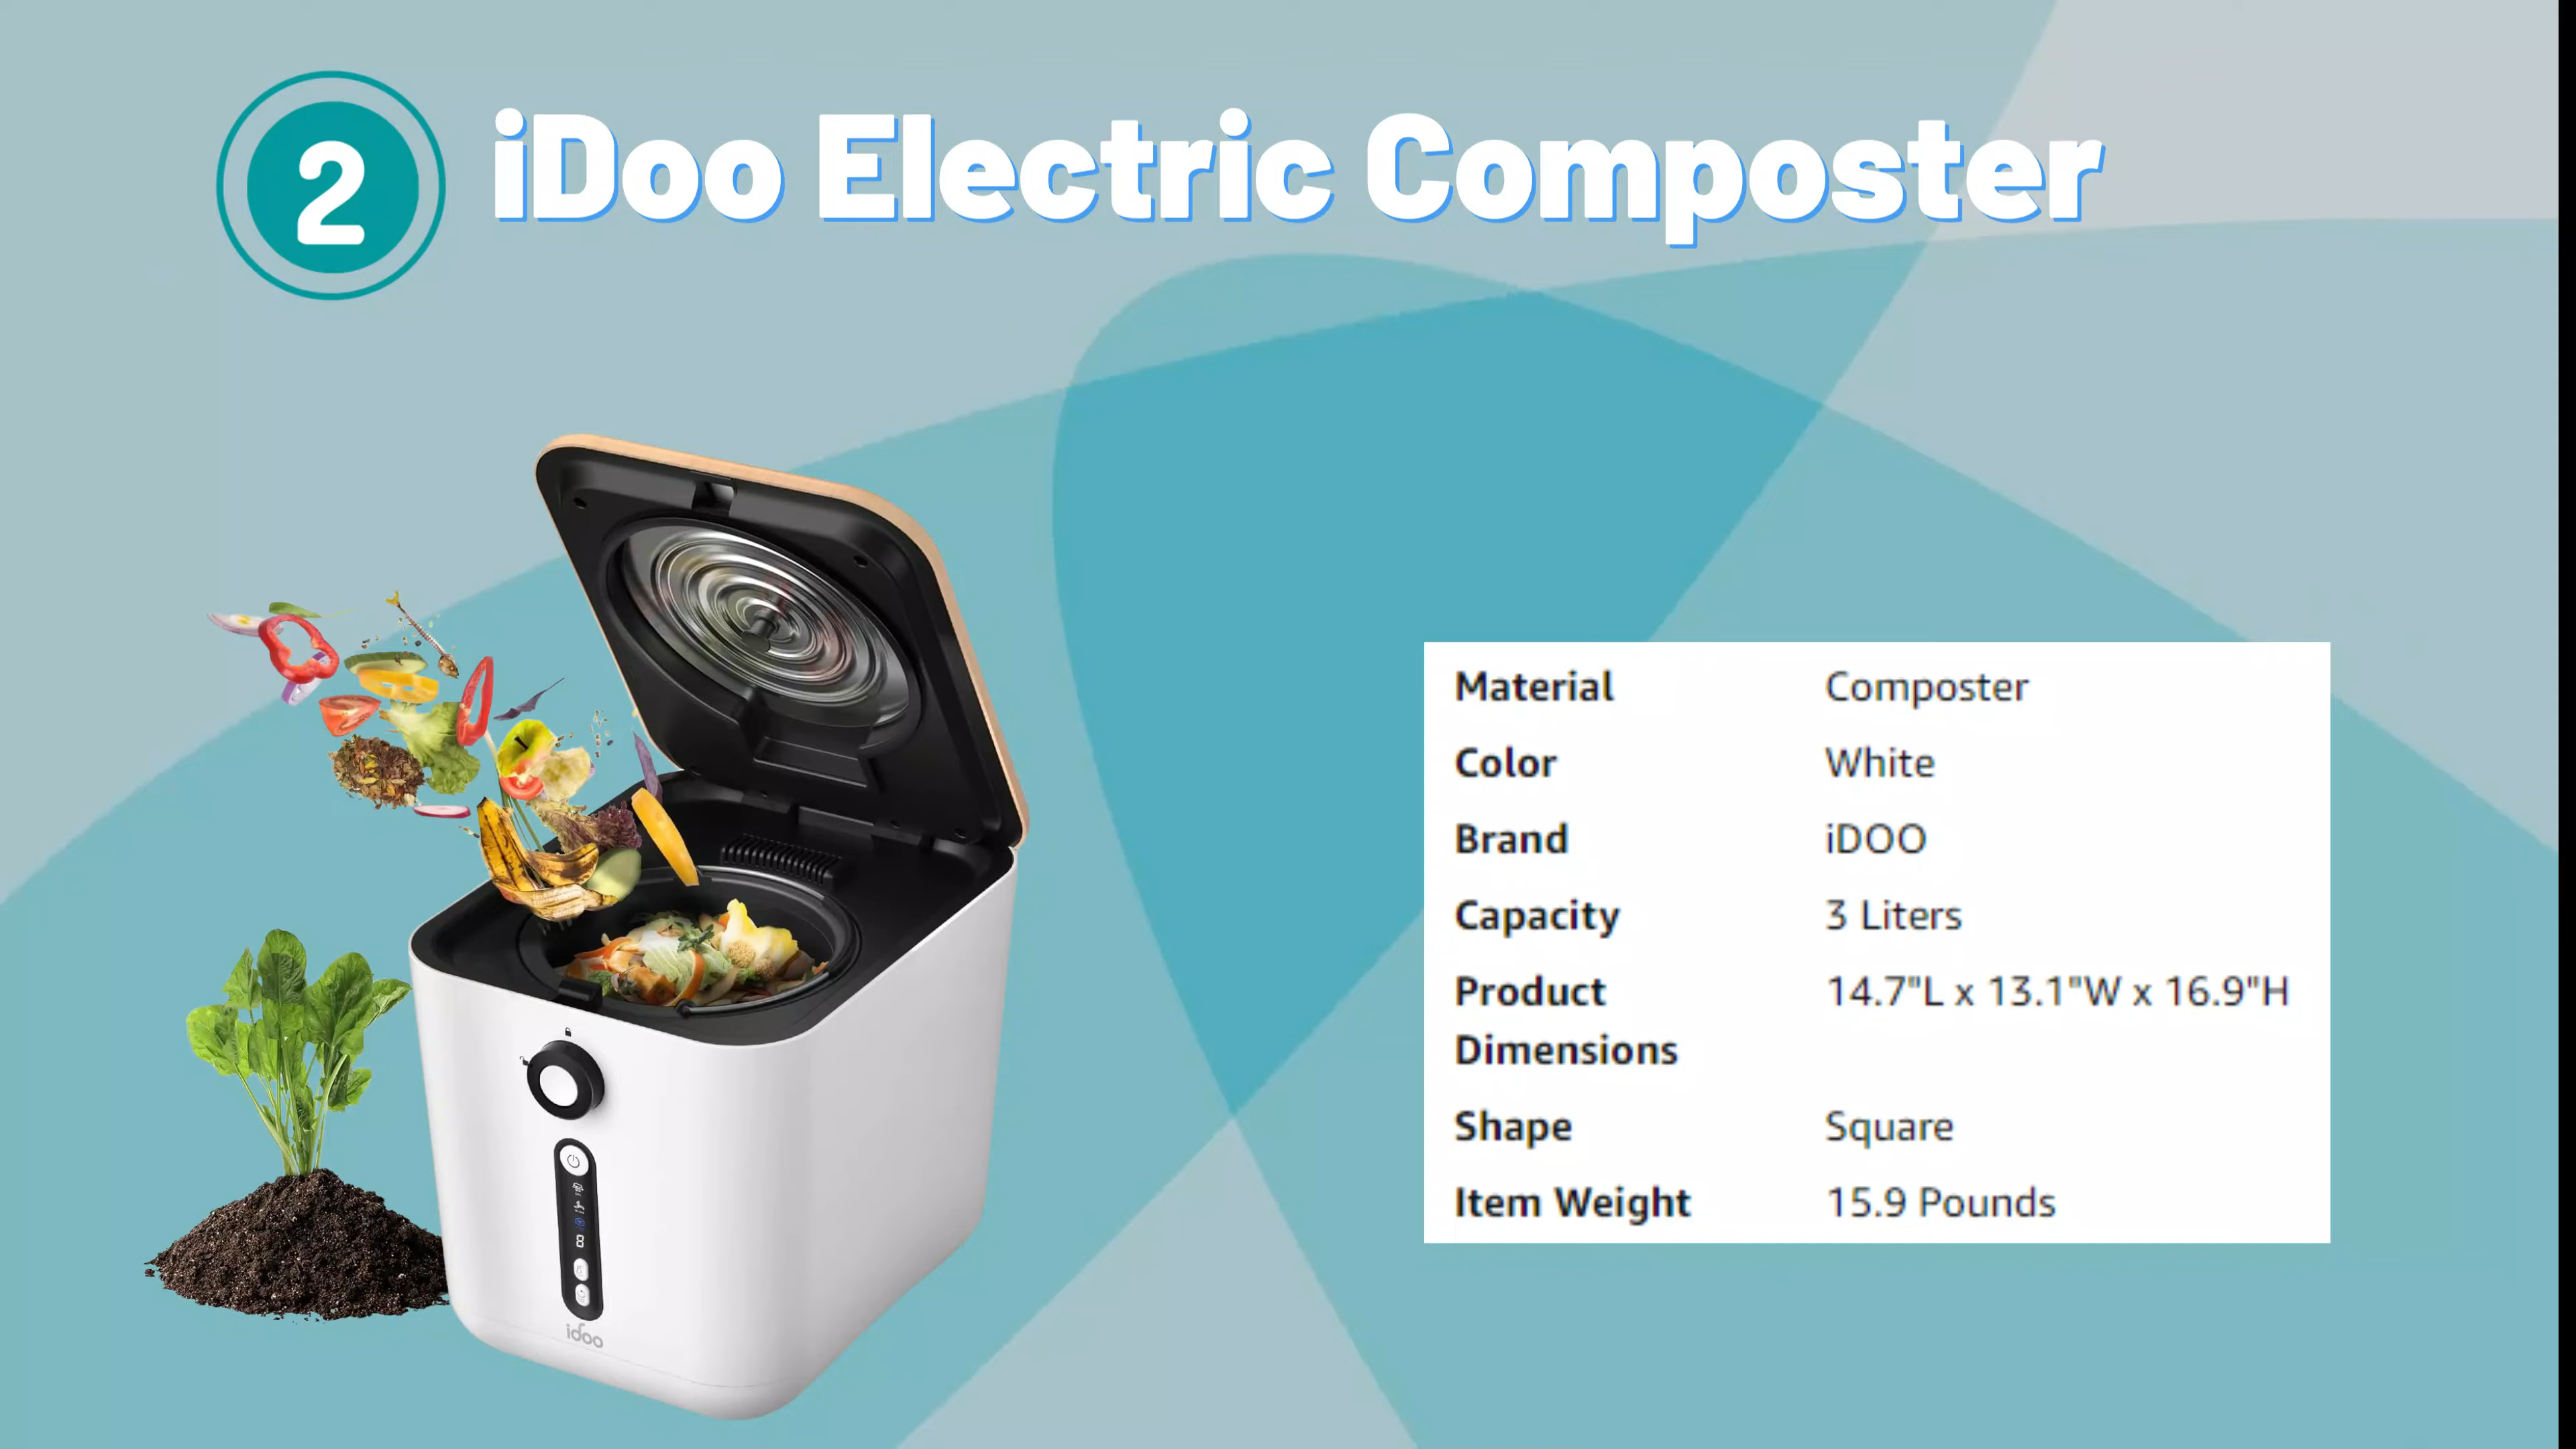 2
iDoo Electric Composter
Material Composter
Color White
Brand iDOO
Capacity 3 Liters
Product 14.7"L x 13.1"W x 16.9"H
Dimensions
Shape Square
Item Weight 15.9 Pounds
8
idoo